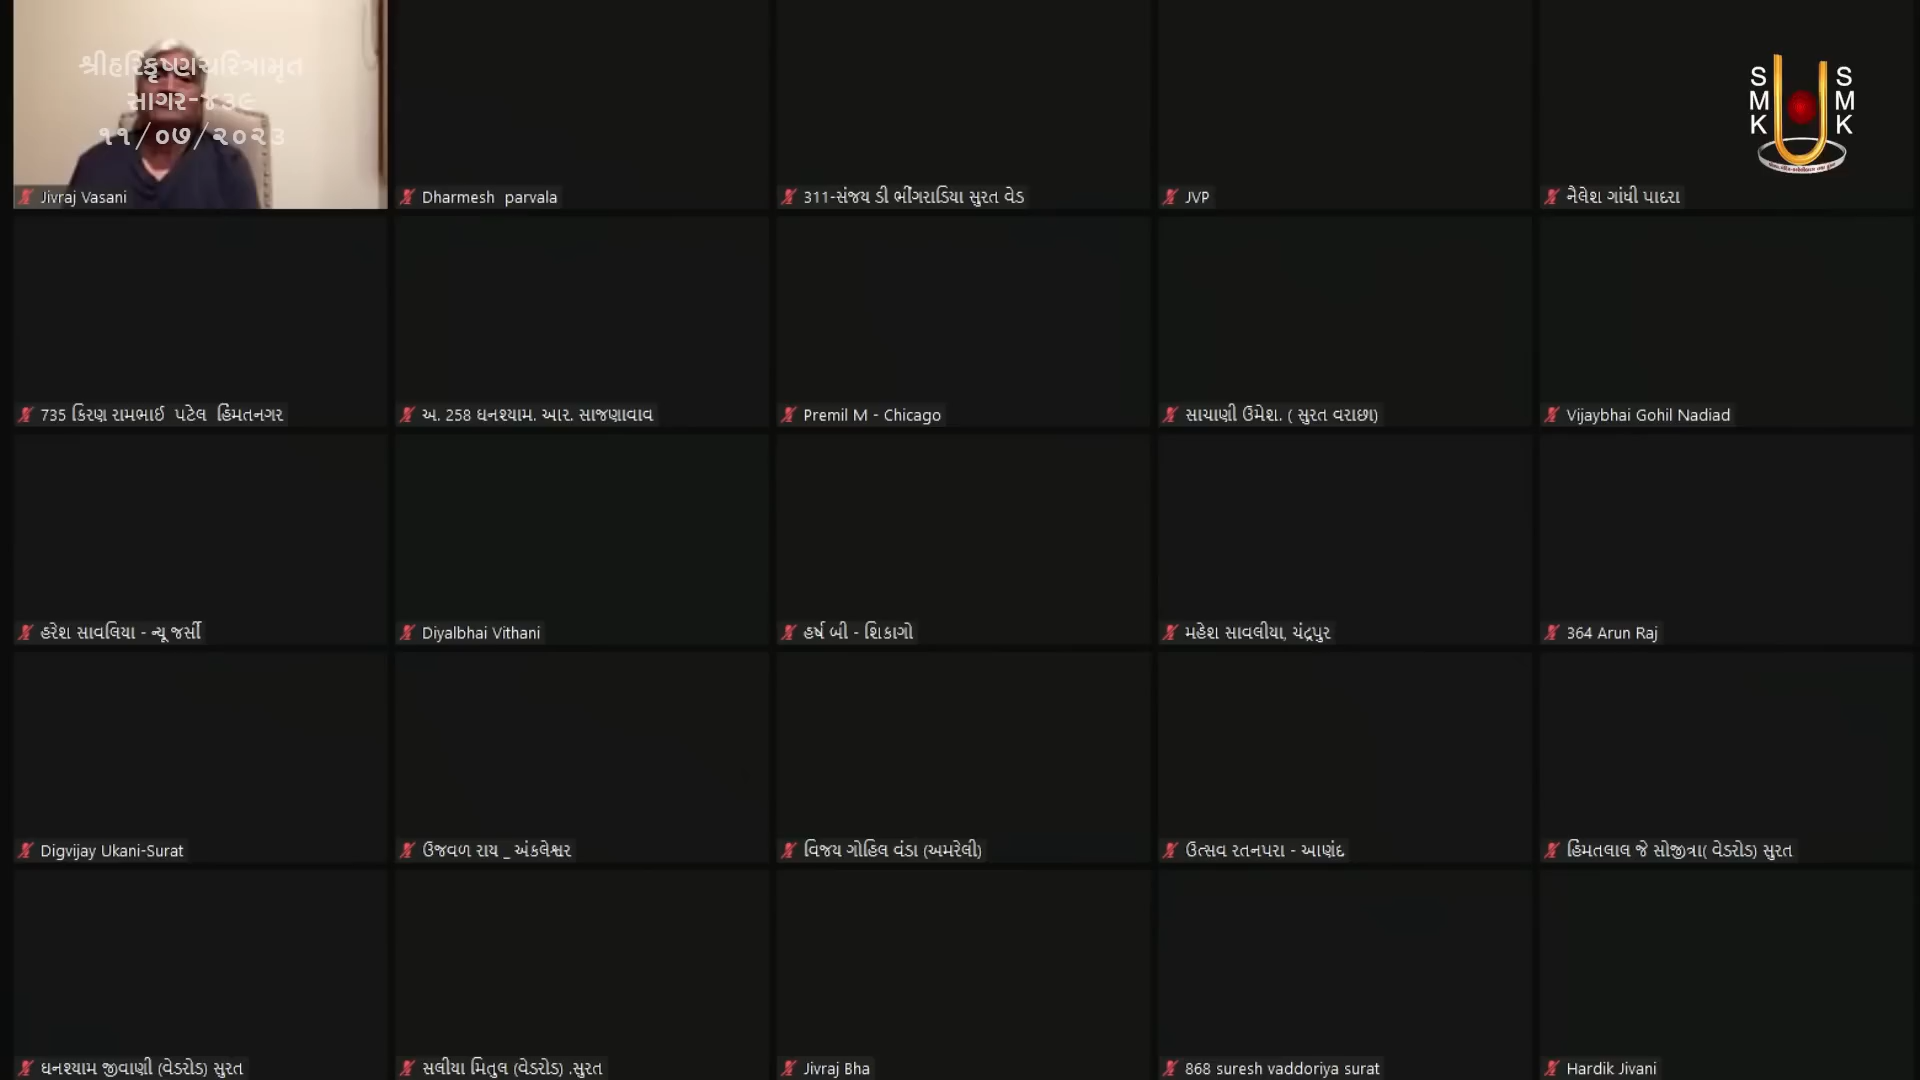 શ્રીહરિકૃષ્ણચરિત્રામૃત
સાગર-૪૩૯
૧૧/૦૭/૨૦૨૩
S M K
S M K
Jivraj Vasani
Dharmesh parvala
311-સંજય ડી ભીંગરાડિયા સુરત વેડ
JVP
નૈલેશ ગાંધી પાદરા
735 કિરણ રામભાઈ પટેલ હિંમતનગર
અ. 258 ઘનશ્યામ. આર. સાજણાવાવ
Premil M - Chicago
સાચાણી ઉમેશ. ( સુરત વરાછા)
Vijaybhai Gohil Nadiad
હરેશ સાવલિયા - ન્યૂ જર્સી
Diyalbhai Vithani
હર્ષ બી - શિકાગો
મહેશ સાવલીયા, ચંદ્રપુર
364 Arun Raj
Digvijay Ukani-Surat
ઉજવળ રાય _ અંકલેશ્વર
વિજય ગોહિલ વંડા (અમરેલી)
ઉત્સવ રતનપરા - આણંદ
હિંમતલાલ જે સોજીત્રા( વેડરોડ) સુરત
ઘનશ્યામ જીવાણી (વેડરોડ) સુરત
સલીયા મિતુલ (વેડરોડ) .સુરત
Jivraj Bha
868 suresh vaddoriya surat
Hardik Jivani